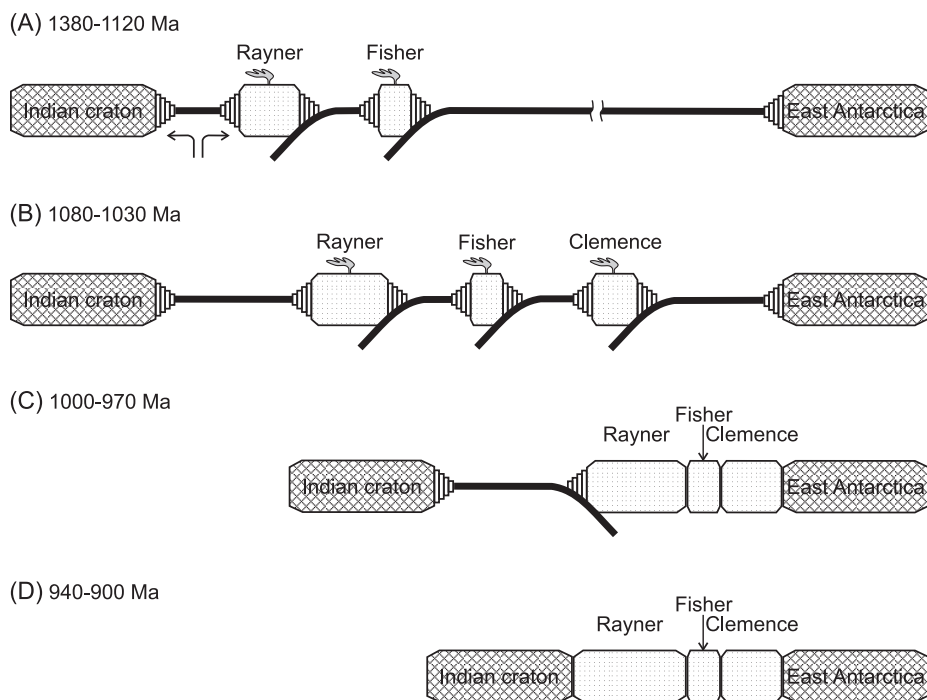 (A) 1380-1120 Ma
Rayner Fisher
Indian craton East Antarctica
(B) 1080-1030 Ma
Rayner Fisher Clemence
Indian craton East Antarctica
(C) 1000-970 Ma
Fisher
Rayner Clemence
Indian craton East Antarctica
(D) 940-900 Ma
Fisher
Rayner Clemence
Indian craton East Antarctica